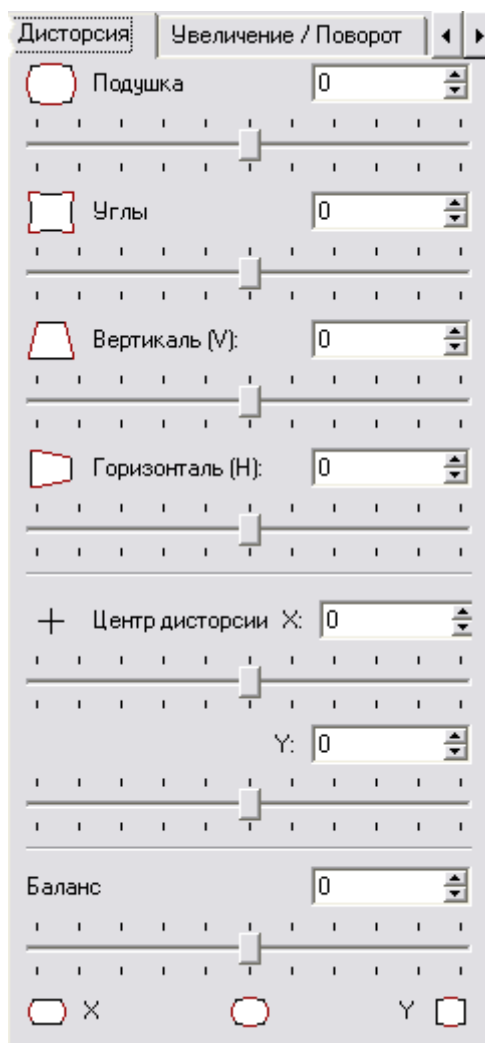 Дисторсия Увеличение / Поворот
Подушка 0
Углы 0
Вертикаль (V): 0
Горизонталь (H): 0
Центр дисторсии X: 0
Y: 0
Баланс 0
X Y